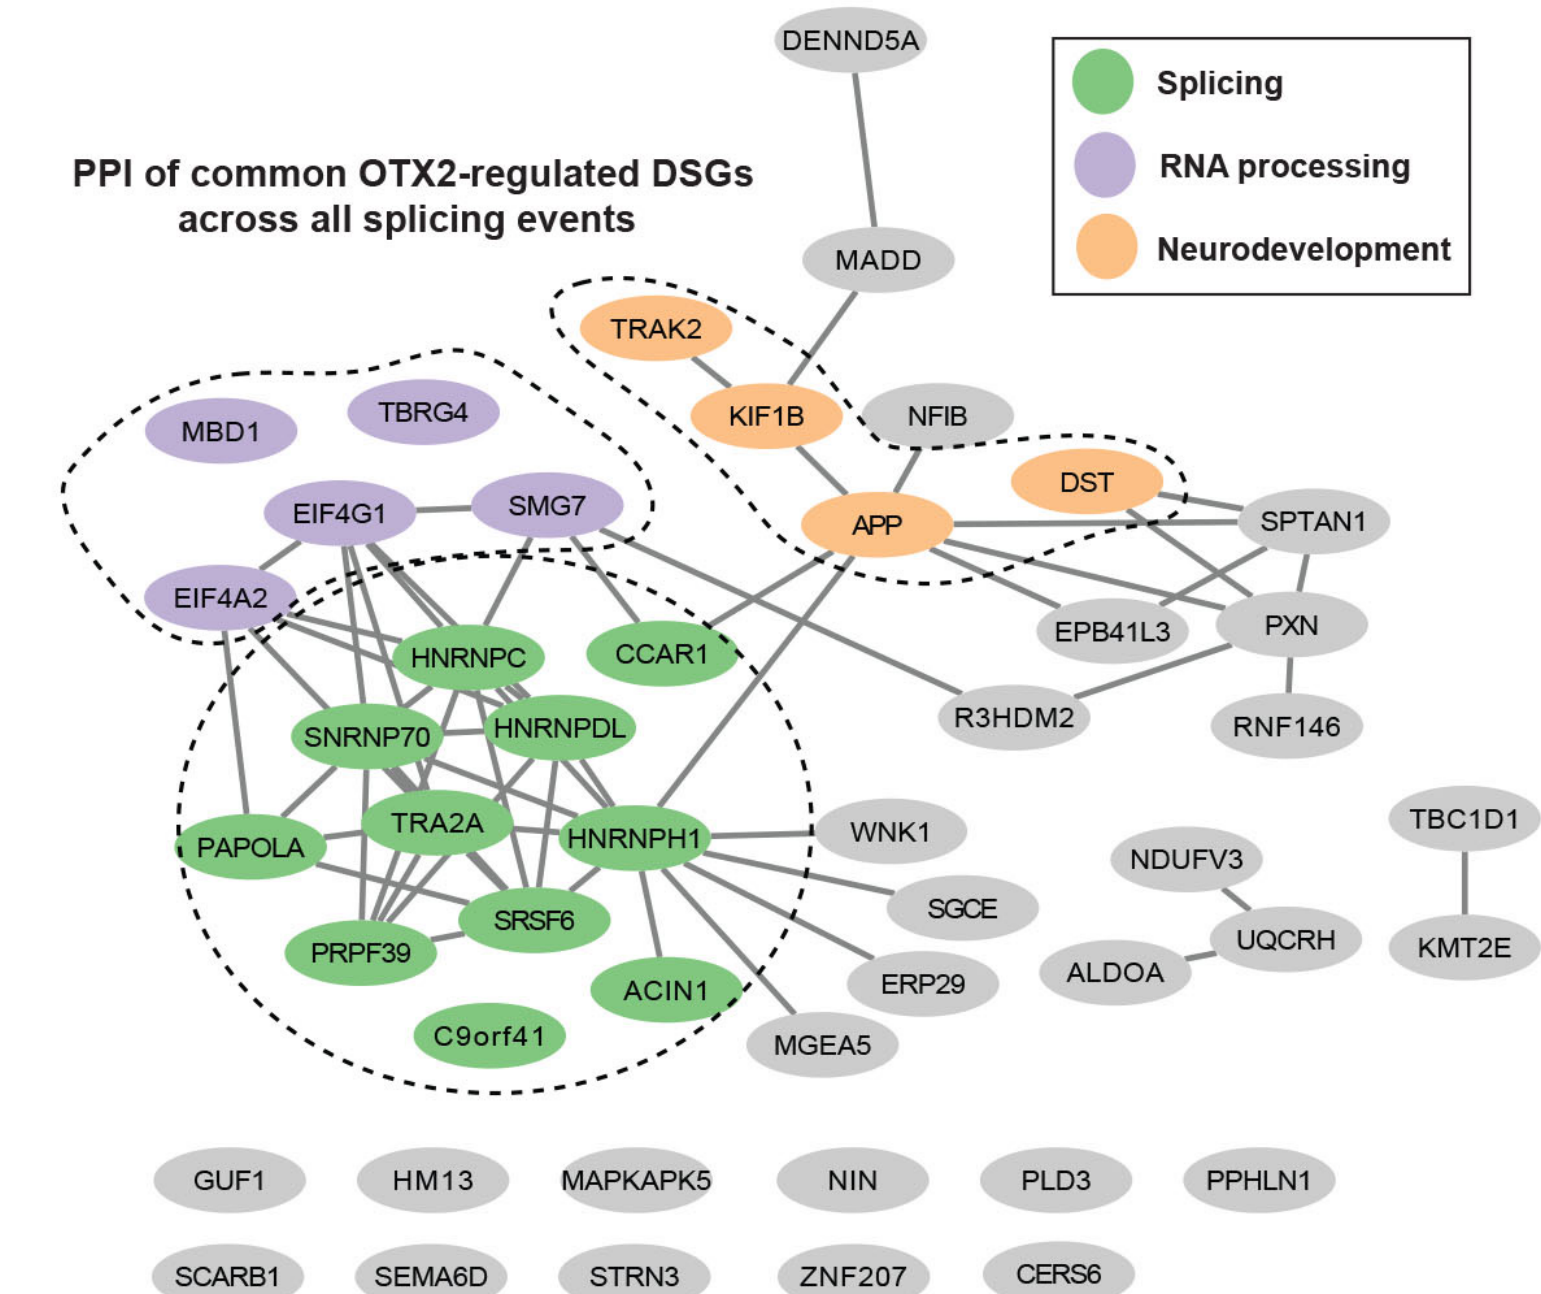 DENND5A
Splicing
RNA processing
Neurodevelopment
PPI of common OTX2-regulated DSGs
across all splicing events
MADD
TRAK2
KIF1B
NFIB
MBD1
TBRG4
DST
EIF4G1
SMG7
APP
SPTAN1
EIF4A2
HNRNPC
CCAR1
EPB41L3
PXN
SNRNP70
HNRNPDL
R3HDM2
RNF146
PAPOLA
TRA2A
HNRNPH1
WNK1
NDUFV3
TBC1D1
PRPF39
SRSF6
SGCE
UQCRH
KMT2E
ACIN1
ERP29
ALDOA
C9orf41
MGEA5
GUF1
HM13
MAPKAPK5
NIN
PLD3
PPHLN1
SCARB1
SEMA6D
STRN3
ZNF207
CERS6